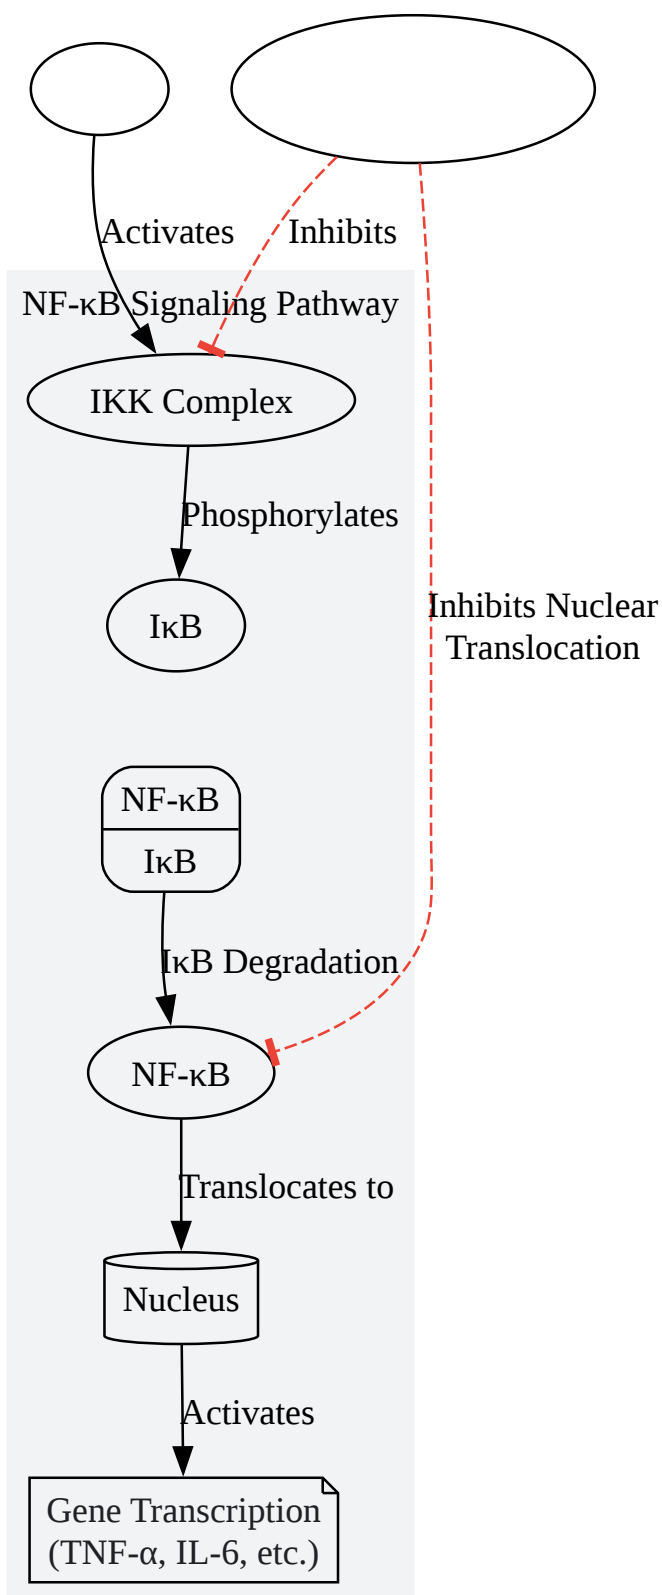 Activates
Inhibits
NF-κB Signaling Pathway
IKK Complex
Phosphorylates
IκB
Inhibits Nuclear
Translocation
NF-κB
IκB
IκB Degradation
NF-κB
Translocates to
Nucleus
Activates
Gene Transcription
(TNF-α, IL-6, etc.)